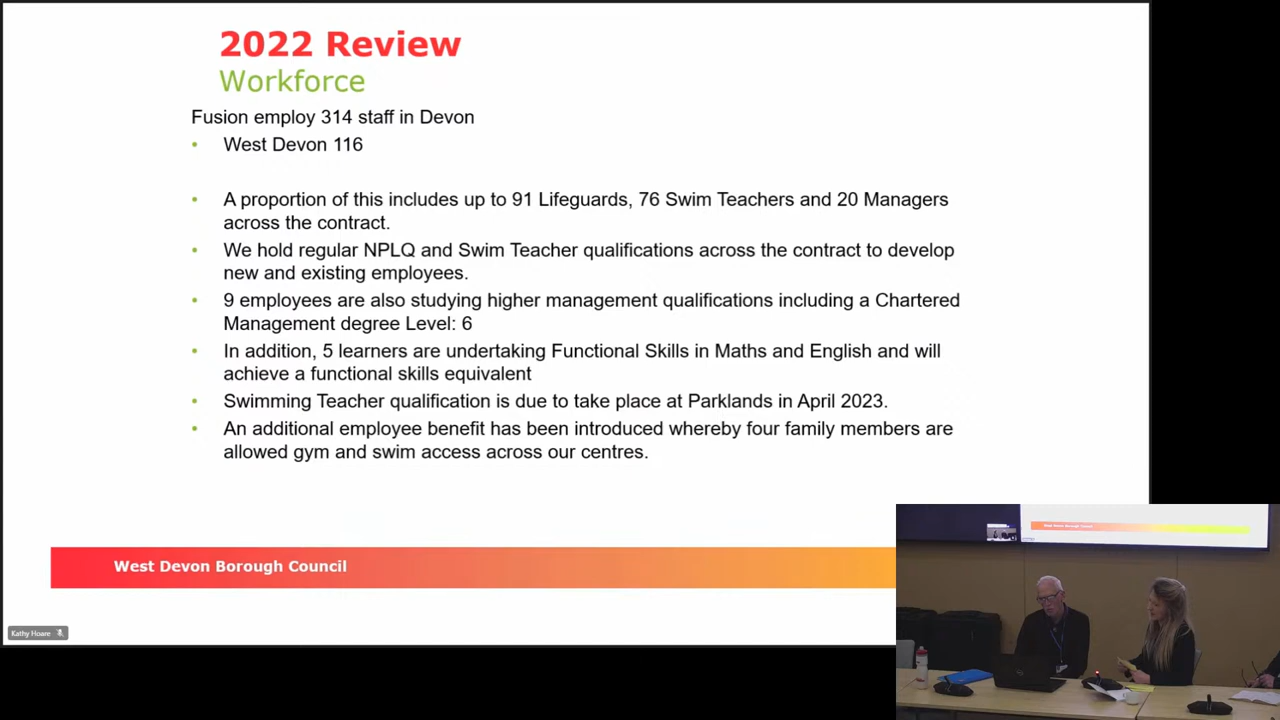 2022 Review
Workforce
Fusion employ 314 staff in Devon
• West Devon 116
• A proportion of this includes up to 91 Lifeguards, 76 Swim Teachers and 20 Managers
across the contract.
• We hold regular NPLQ and Swim Teacher qualifications across the contract to develop
new and existing employees.
• 9 employees are also studying higher management qualifications including a Chartered
Management degree Level: 6
• In addition, 5 learners are undertaking Functional Skills in Maths and English and will
achieve a functional skills equivalent
• Swimming Teacher qualification is due to take place at Parklands in April 2023.
• An additional employee benefit has been introduced whereby four family members are
allowed gym and swim access across our centres.
West Devon Borough Council
Kathy Hoare
West Devon Borough Council